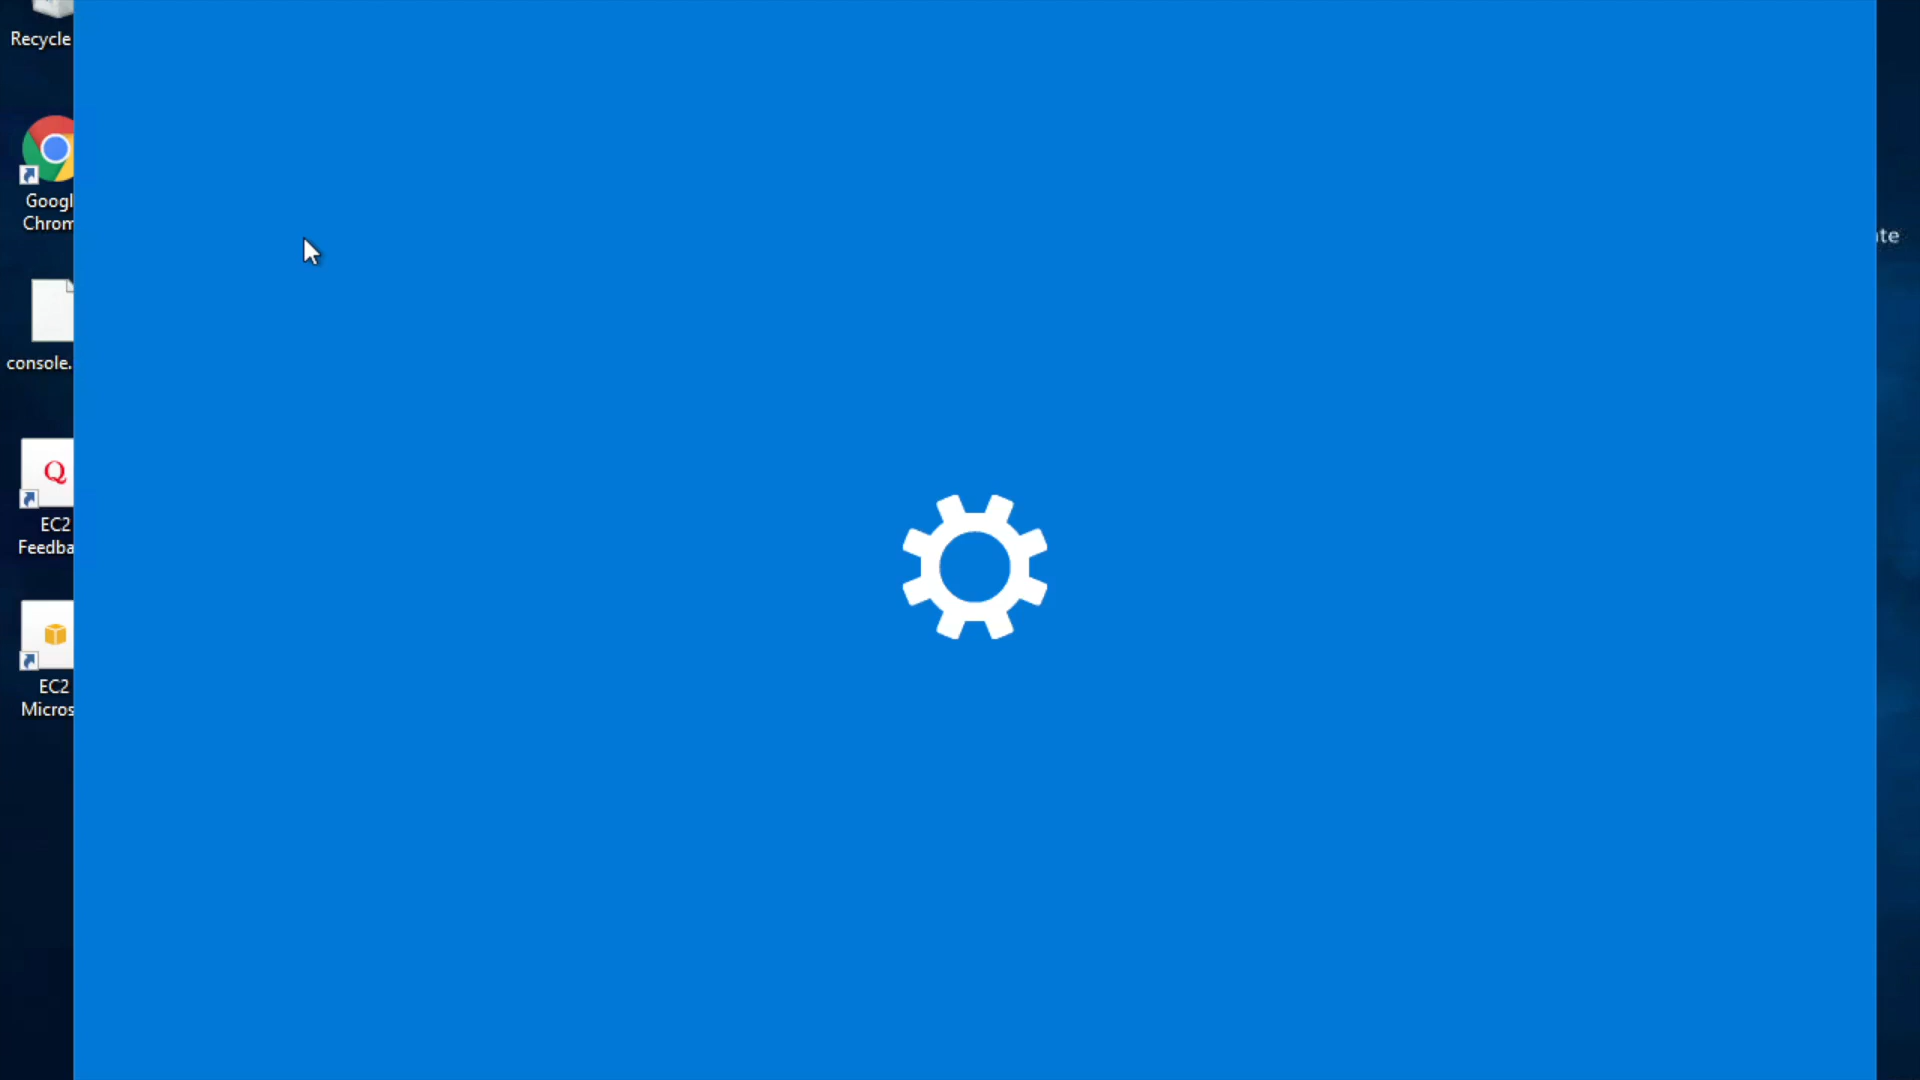 Recycle
Googl
Chrom
console.
EC2
Feedba
EC2
Micros
te